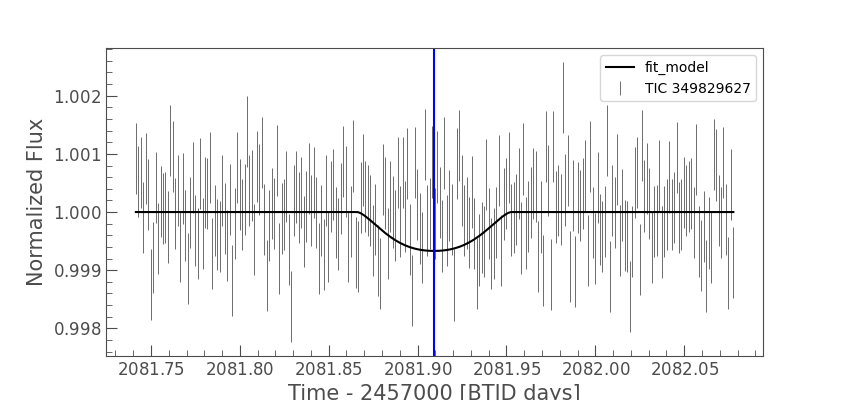 fit_model
TIC 349829627
1.002
1.001
1.000
0.999
0.998
Normalized Flux
2081.75 2081.80 2081.85 2081.90 2081.95 2082.00 2082.05
Time - 2457000 [BTJD days]